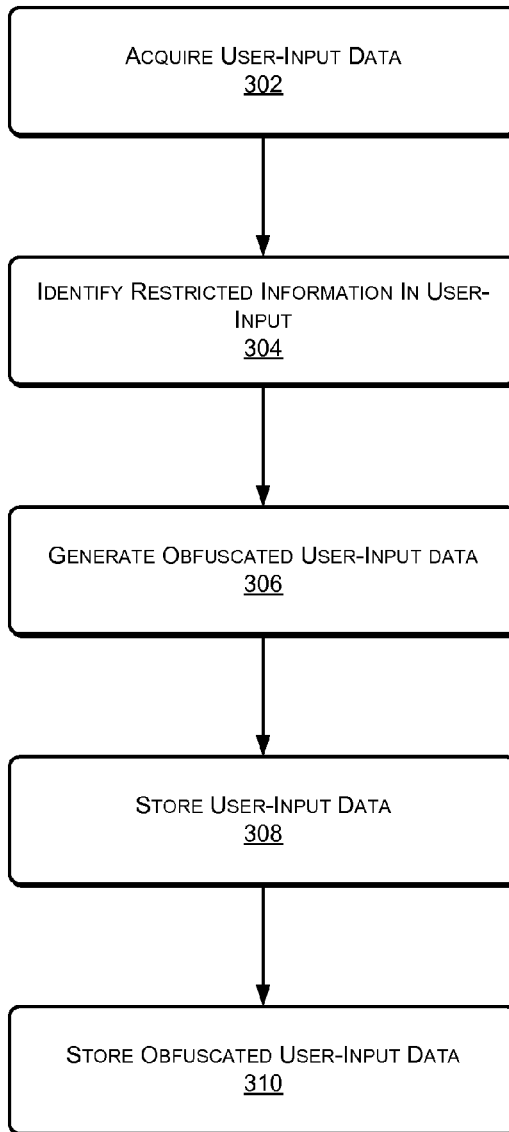 ACQUIRE USER-INPUT DATA
302
IDENTIFY RESTRICTED INFORMATION IN USER-
INPUT
304
GENERATE OBFUSCATED USER-INPUT DATA
306
STORE USER-INPUT DATA
308
STORE OBFUSCATED USER-INPUT DATA
310